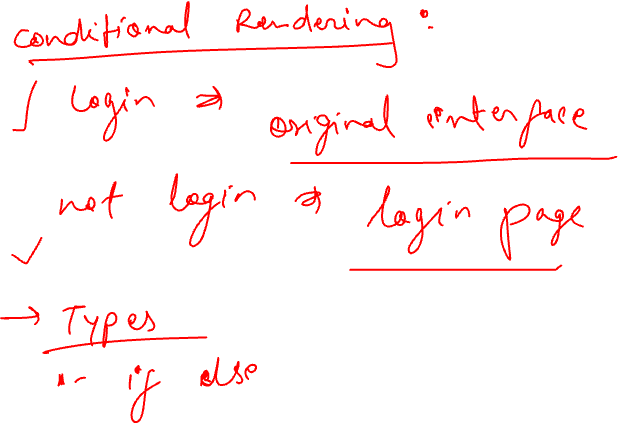 Conditional Rendering :
Login ⇒ original interface
not login ⇒ login page
→ Types
:- if else